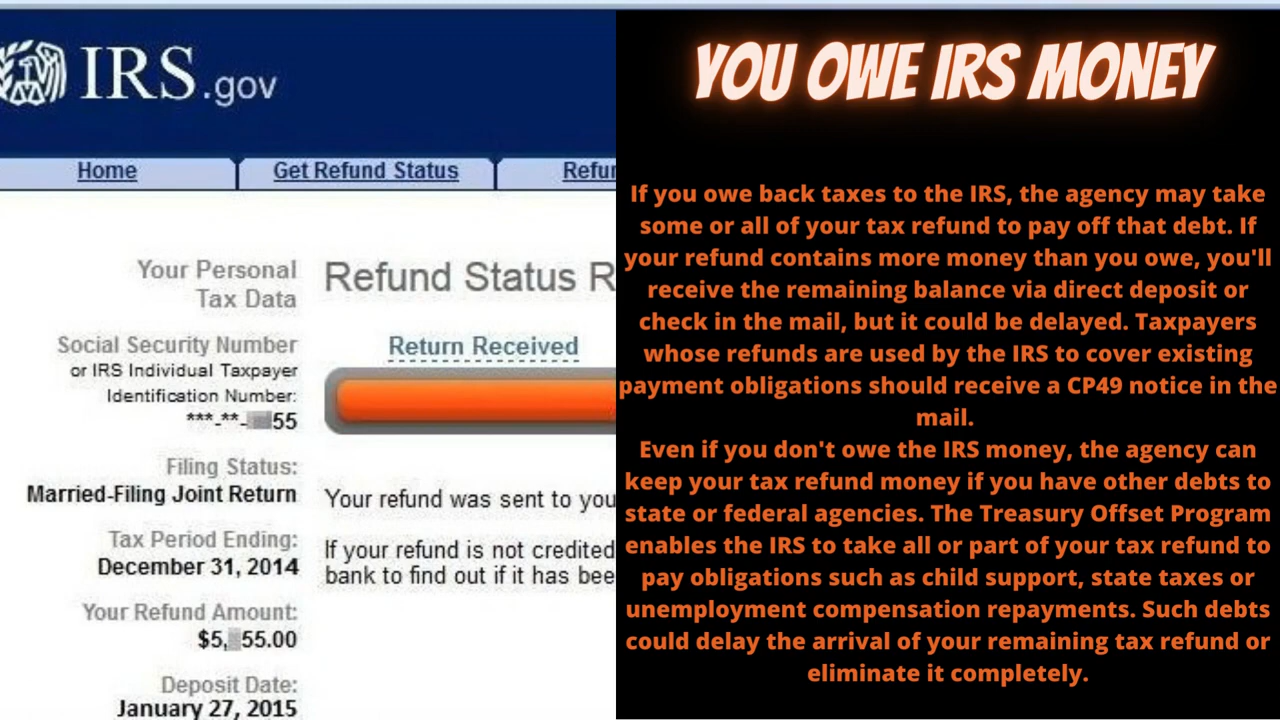 IRS.gov
Home
Get Refund Status
Your Personal
Tax Data
Refund Status
Return Received
Social Security Number
or IRS Individual Taxpayer
Identification Number:
***-**-55
Filing Status:
Married-Filing Joint Return
Tax Period Ending:
December 31, 2014
Your Refund Amount:
$5, 55.00
Deposit Date:
January 27, 2015
Your refund was sent to you
If your refund is not credited
bank to find out if it has
YOU OWE IRS MONEY
If you owe back taxes to the IRS, the agency may take
some or all of your tax refund to pay off that debt. If
your refund contains more money than you owe, you'll
receive the remaining balance via direct deposit or
check in the mail, but it could be delayed. Taxpayers
whose refunds are used by the IRS to cover existing
payment obligations should receive a CP49 notice in the
mail.
Even if you don't owe the IRS money, the agency can
keep your tax refund money if you have other debts to
state or federal agencies. The Treasury Offset Program
enables the IRS to take all or part of your tax refund to
pay obligations such as child support, state taxes or
unemployment compensation repayments. Such debts
could delay the arrival of your remaining tax refund or
eliminate it completely.